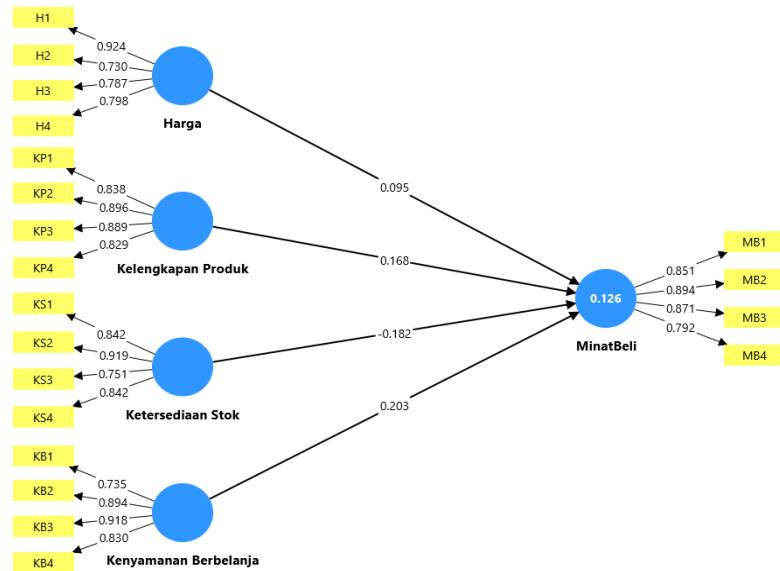 H1
0.924
H2
0.730
H3
0.787
H4
0.798
Harga
0.095
KP1
0.838
KP2
0.896
KP3
0.889
KP4
0.829
Kelengkapan Produk
0.168
KS1
0.842
KS2
0.919
KS3
0.751
KS4
0.842
Ketersediaan Stok
-0.182
KB1
0.735
KB2
0.894
KB3
0.918
KB4
0.830
Kenyamanan Berbelanja
0.203
0.126
MinatBeli
MB1
0.851
MB2
0.894
MB3
0.871
MB4
0.792